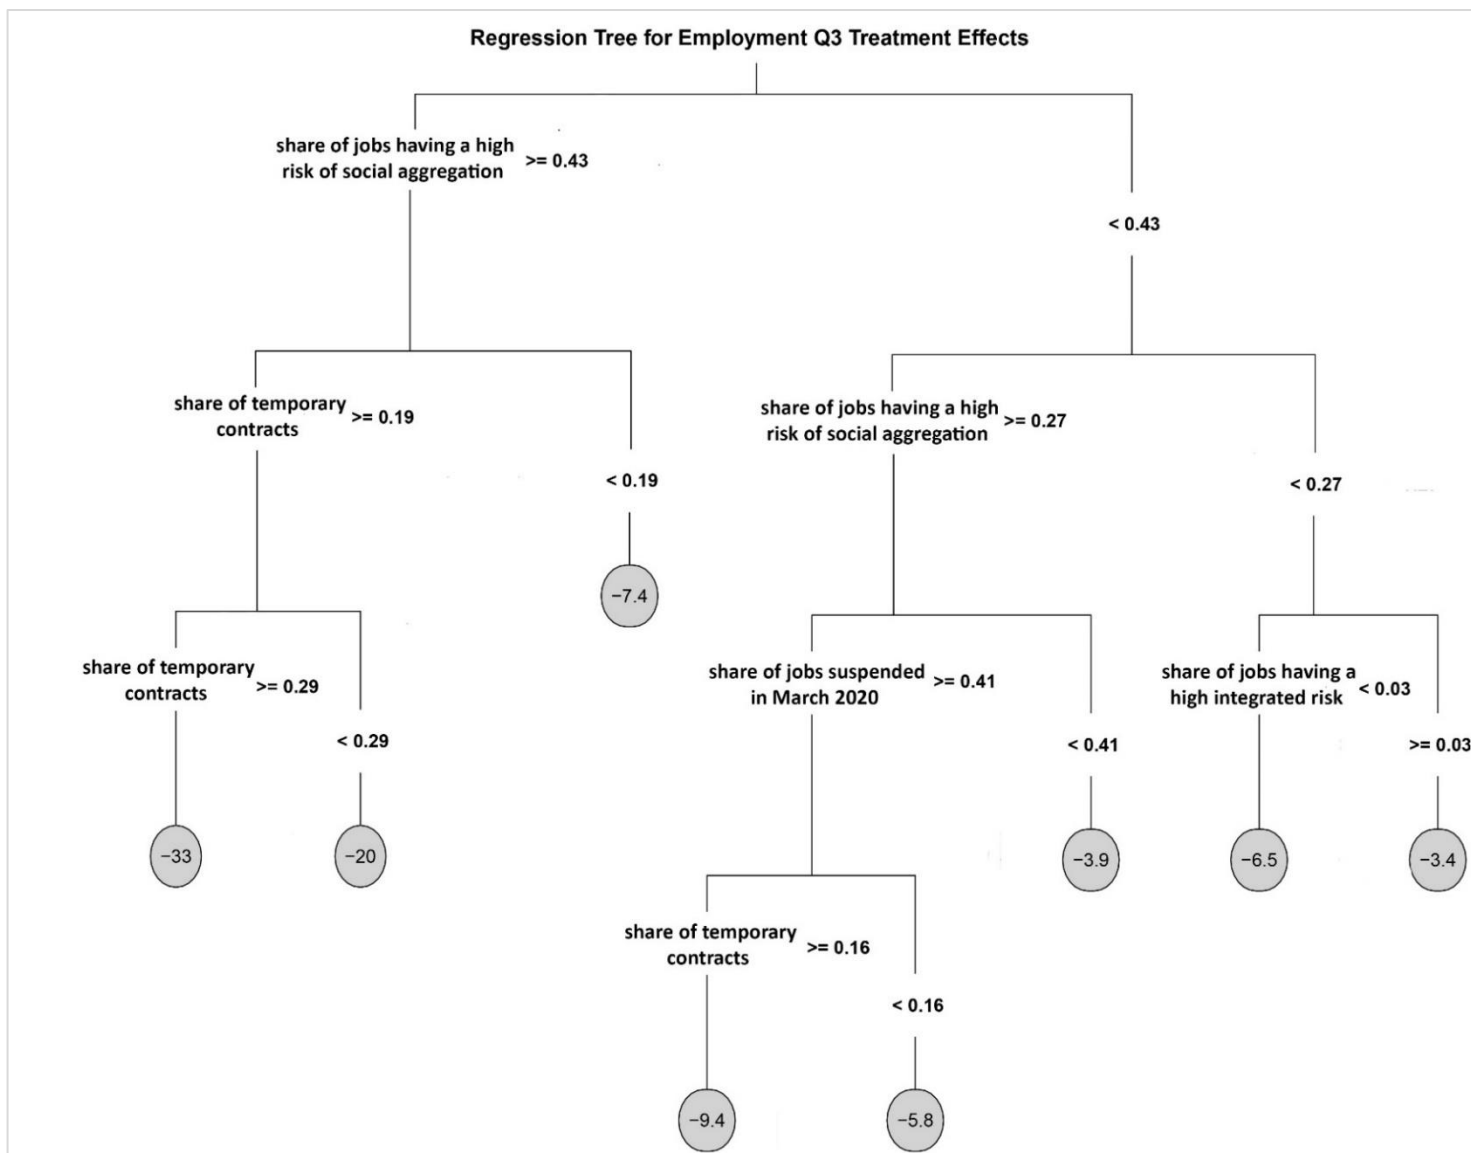 Regression Tree for Employment Q3 Treatment Effects
share of jobs having a high
risk of social aggregation
>= 0.43
< 0.43
share of temporary
contracts
>= 0.19
< 0.19
share of jobs having a high
risk of social aggregation
>= 0.27
< 0.27
−7.4
share of temporary
contracts
>= 0.29
< 0.29
share of jobs suspended
in March 2020
>= 0.41
< 0.41
share of jobs having a
high integrated risk
< 0.03
>= 0.03
−33
−20
−3.9
−6.5
−3.4
share of temporary
contracts
>= 0.16
< 0.16
−9.4
−5.8